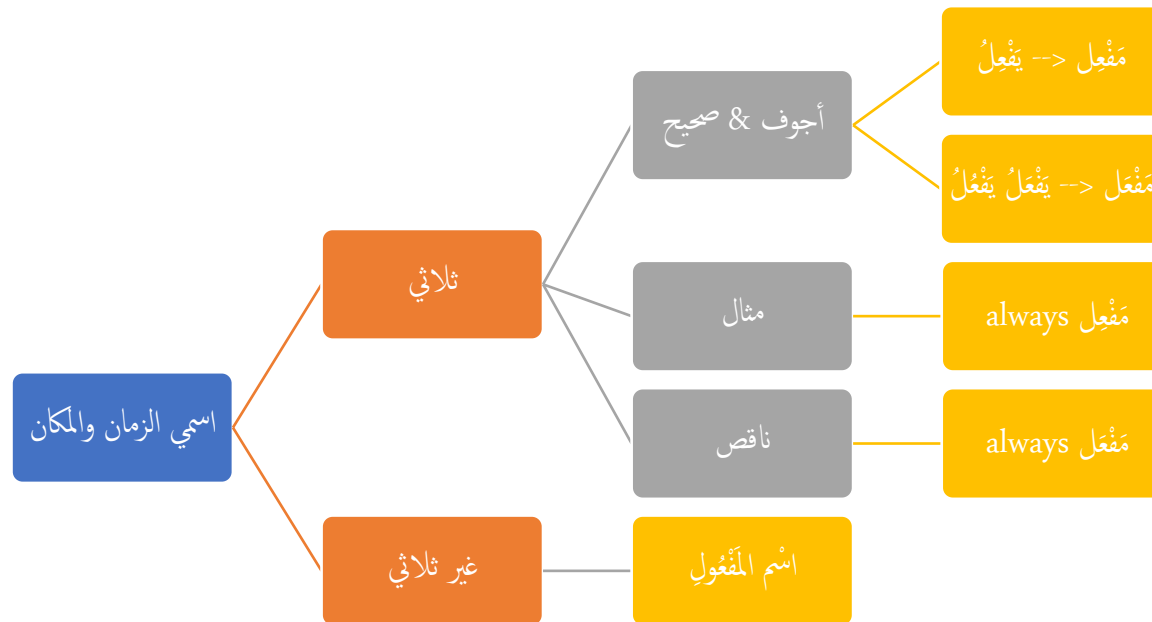 اسمي الزمان والمكان
ثلاثي
أجوف & صحيح
مَفْعِل <-- يَفْعِلُ
مَفْعَل <-- يَفْعَلُ يَفْعُلُ
مثال
مَفْعِل always
ناقص
مَفْعَل always
غير ثلاثي
اسْم المَفْعُولِ